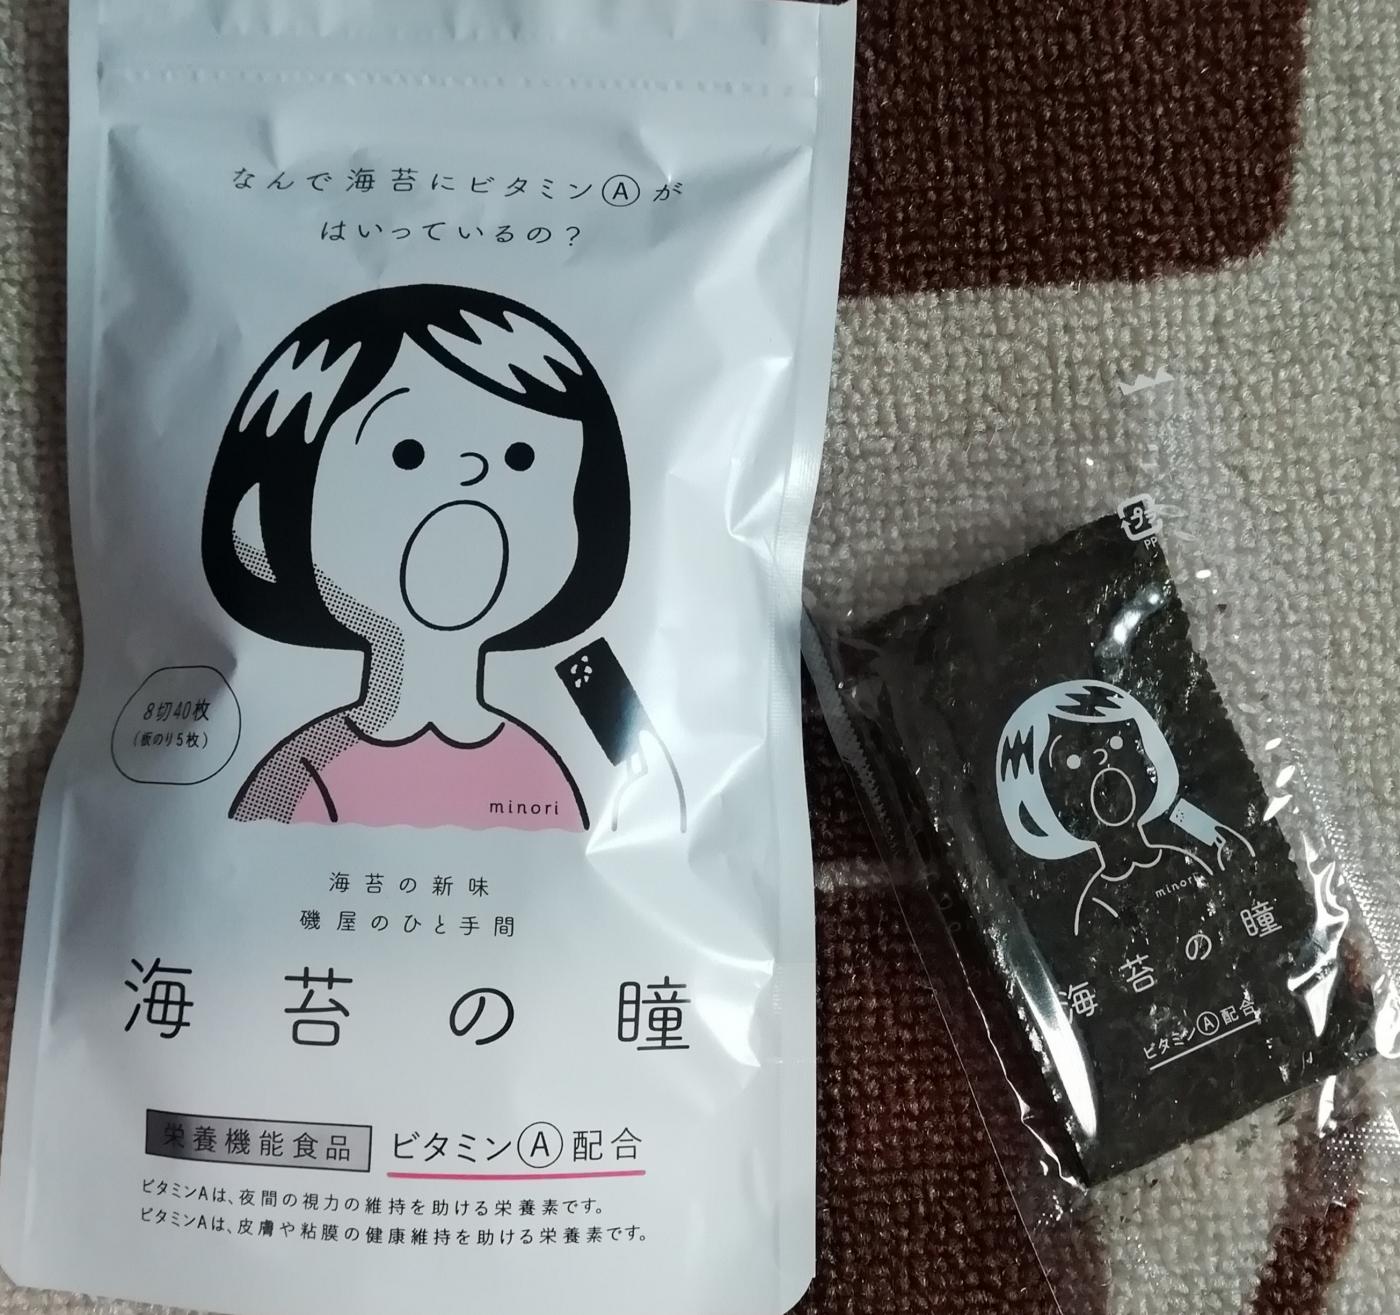 なんで海苔にビタミンⒶが
はいっているの?
8切40枚
(板のり5枚)
minori
海苔の新味
磯屋のひと手間
海苔の瞳
栄養機能食品
ビタミンⒶ配合
ビタミンAは、夜間の視力の維持を助ける栄養素です。
ビタミンAは、皮膚や粘膜の健康維持を助ける栄養素です。
プラ
PP
minori
海苔の瞳
ビタミンⒶ配合